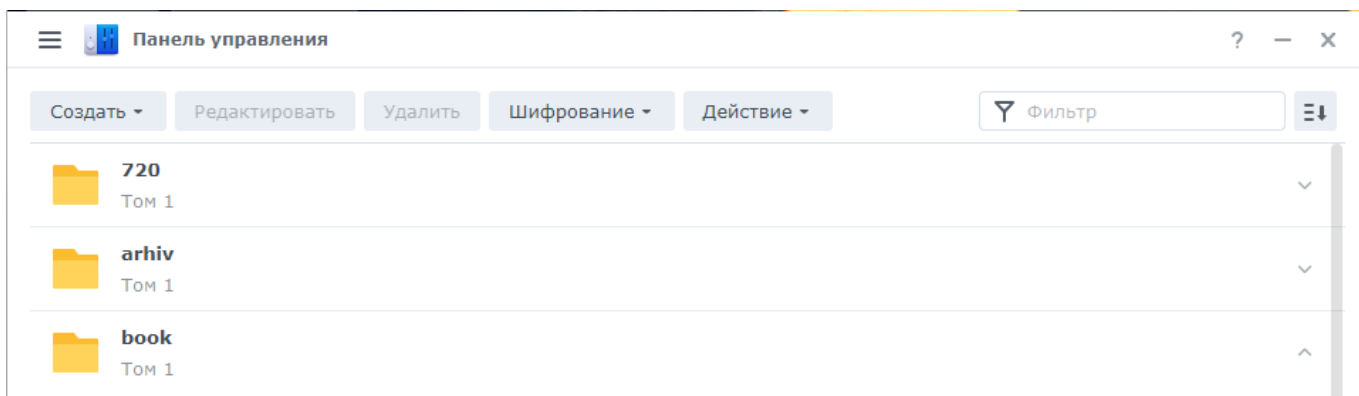 Панель управления
Создать Редактировать Удалить Шифрование Действие Фильтр
720
Том 1
arhiv
Том 1
book
Том 1